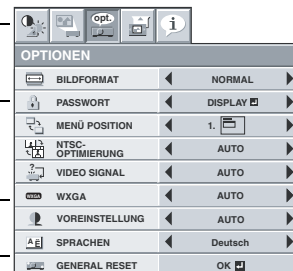 opt.
i
OPTIONEN
BILDFORMAT NORMAL
PASSWORT DISPLAY
MENÜ POSITION 1.
NTSC-OPTIMIERUNG AUTO
VIDEO SIGNAL AUTO
WXGA WXGA AUTO
VOREINSTELLUNG AUTO
SPRACHEN Deutsch
GENERAL RESET OK